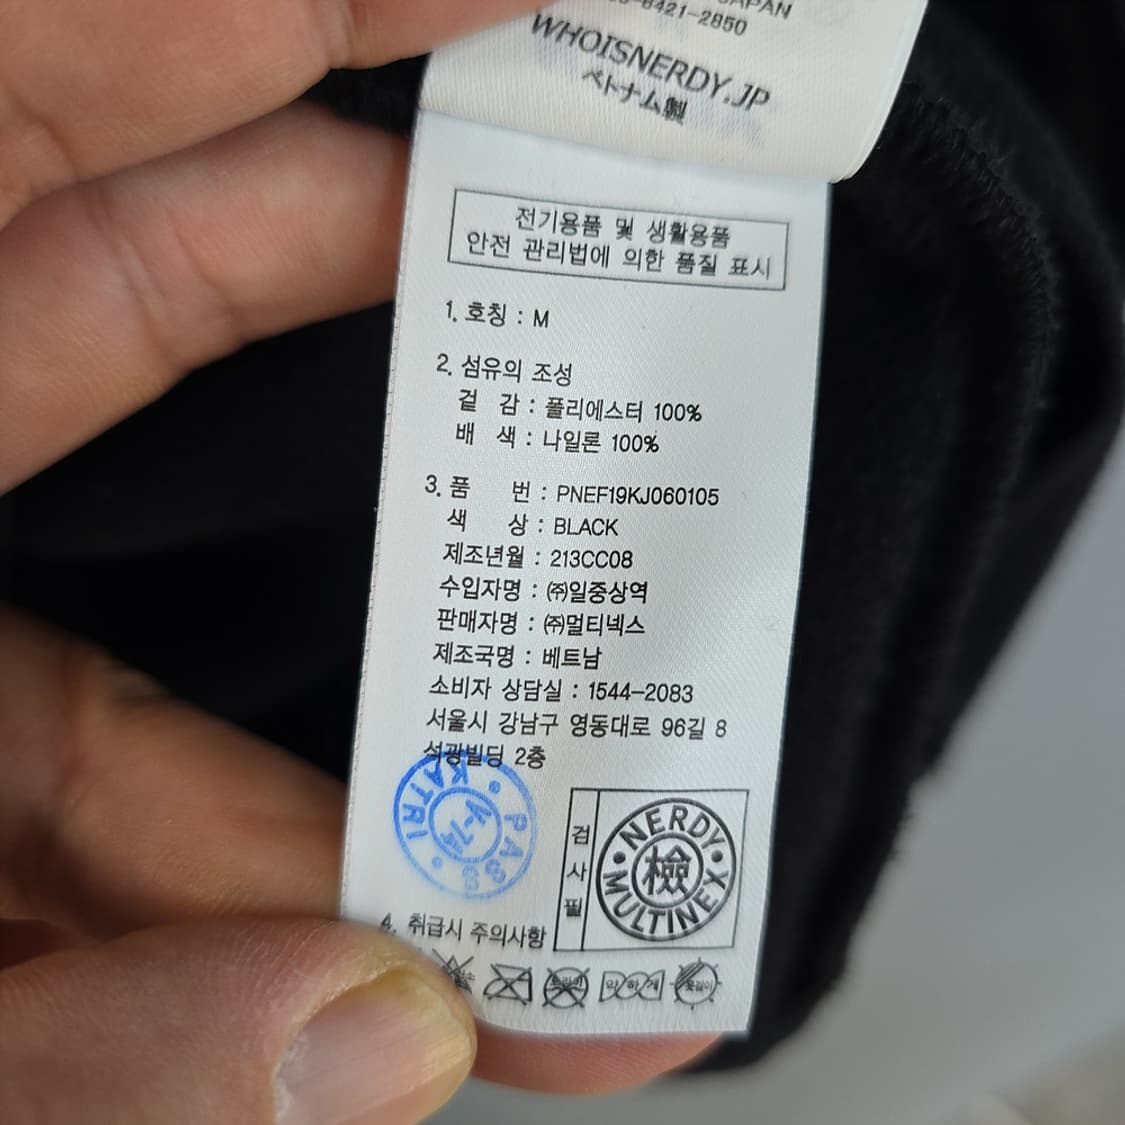 JAPAN
-6421-2850
WHOISNERDY.JP
ベトナム製
전기용품 및 생활용품
안전 관리법에 의한 품질 표시
1. 호칭 : M
2. 섬유의 조성
겉 감 : 폴리에스터 100%
배 색 : 나일론 100%
3. 품 번 : PNEF19KJ060105
색 상 : BLACK
제조년월 : 213CC08
수입자명 : ㈜일중상역
판매자명 : ㈜멀티넥스
제조국명 : 베트남
소비자 상담실 : 1544-2083
서울시 강남구 영동대로 96길 8
석광빌딩 2층
KATRI PASS
검사필
NERDY
檢
MULTINEX
4. 취급시 주의사항
약하게
옷걸이